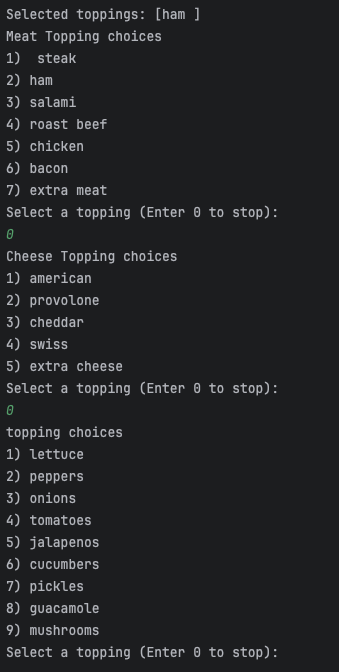 Selected toppings: [ham ]
Meat Topping choices
1)  steak
2) ham
3) salami
4) roast beef
5) chicken
6) bacon
7) extra meat
Select a topping (Enter 0 to stop):
0
Cheese Topping choices
1) american
2) provolone
3) cheddar
4) swiss
5) extra cheese
Select a topping (Enter 0 to stop):
0
topping choices
1) lettuce
2) peppers
3) onions
4) tomatoes
5) jalapenos
6) cucumbers
7) pickles
8) guacamole
9) mushrooms
Select a topping (Enter 0 to stop):